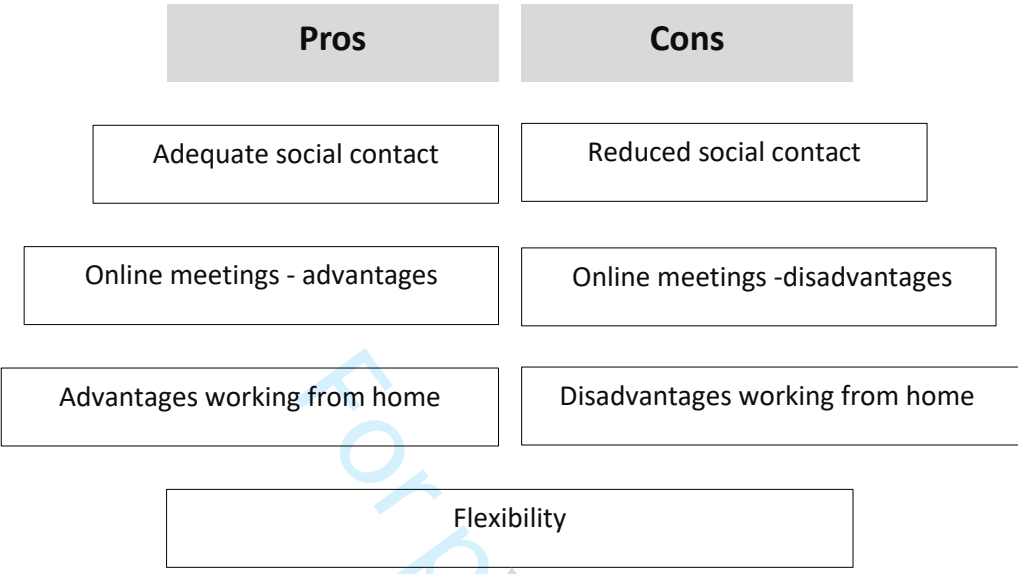 Pros Cons
Adequate social contact Reduced social contact
Online meetings - advantages Online meetings -disadvantages
Advantages working from home Disadvantages working from home
Flexibility
For